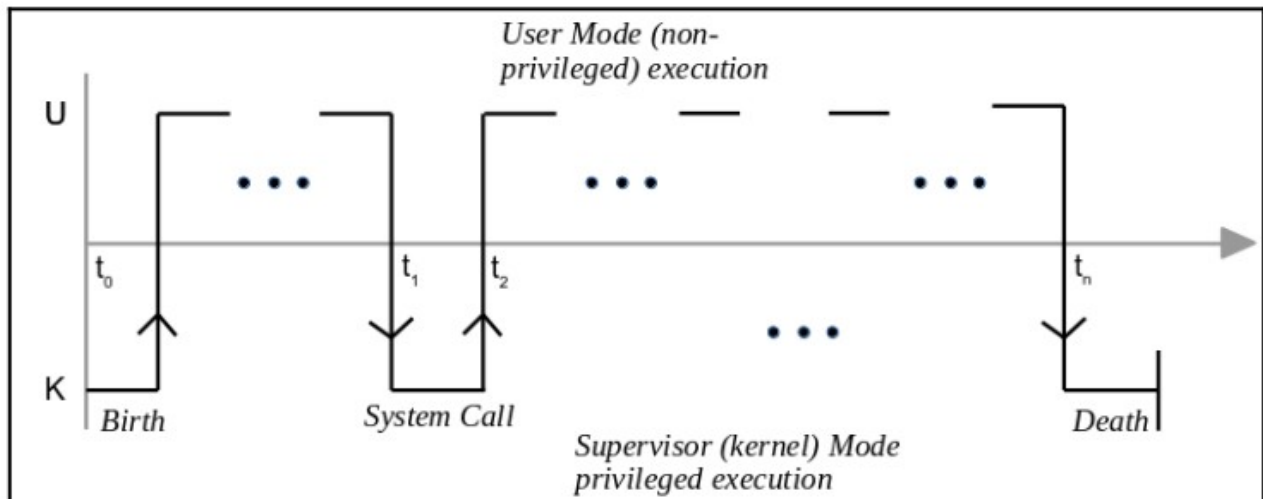 User Mode (non-
privileged) execution
U
t₀
t₁
t₂
tₙ
K
Birth
System Call
Death
Supervisor (kernel) Mode
privileged execution